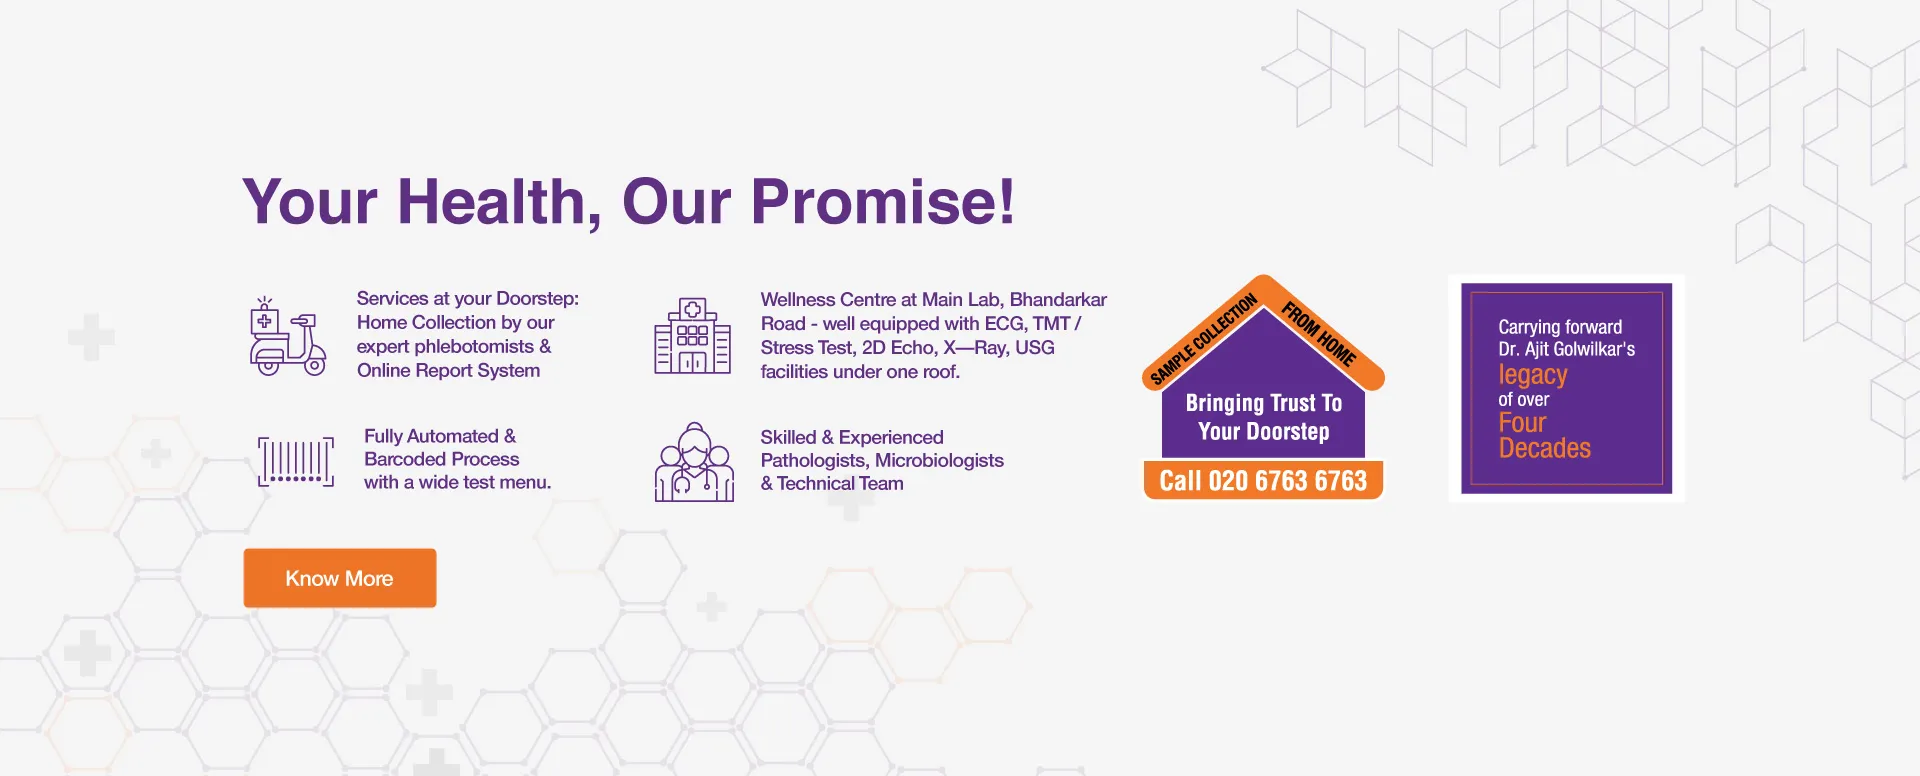 Your Health, Our Promise!
Services at your Doorstep:
Home Collection by our
expert phlebotomists &
Online Report System
Wellness Centre at Main Lab, Bhandarkar
Road - well equipped with ECG, TMT /
Stress Test, 2D Echo, X—Ray, USG
facilities under one roof.
Fully Automated &
Barcoded Process
with a wide test menu.
Skilled & Experienced
Pathologists, Microbiologists
& Technical Team
Know More
SAMPLE COLLECTION
FROM HOME
Bringing Trust To
Your Doorstep
Call 020 6763 6763
Carrying forward
Dr. Ajit Golwilkar's
legacy
of over
Four
Decades